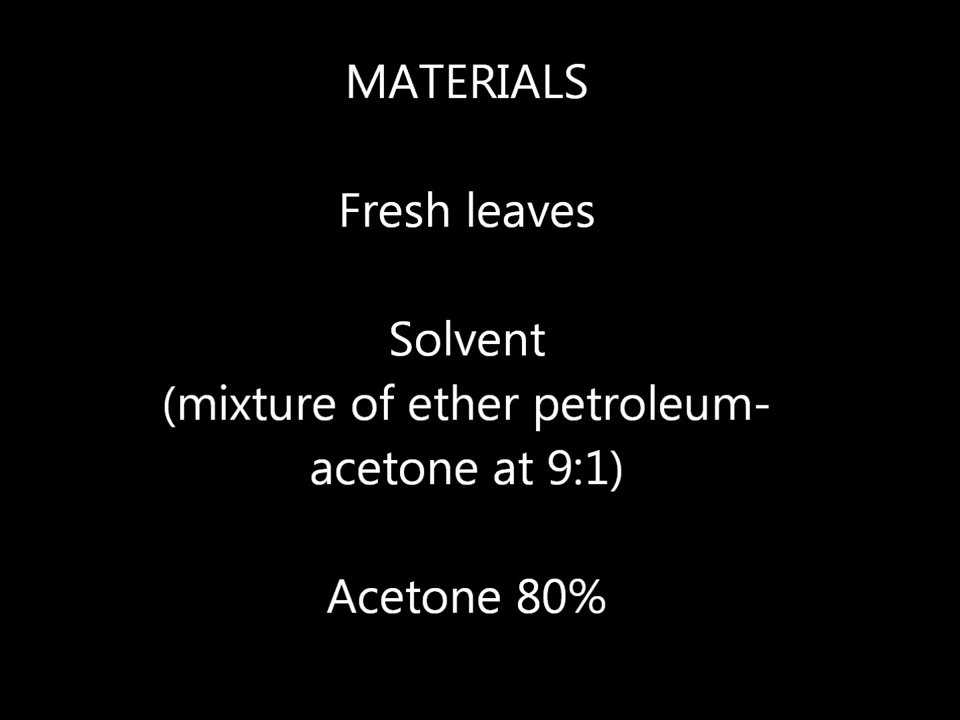 MATERIALS
Fresh leaves
Solvent
(mixture of ether petroleum-
acetone at 9:1)
Acetone 80%